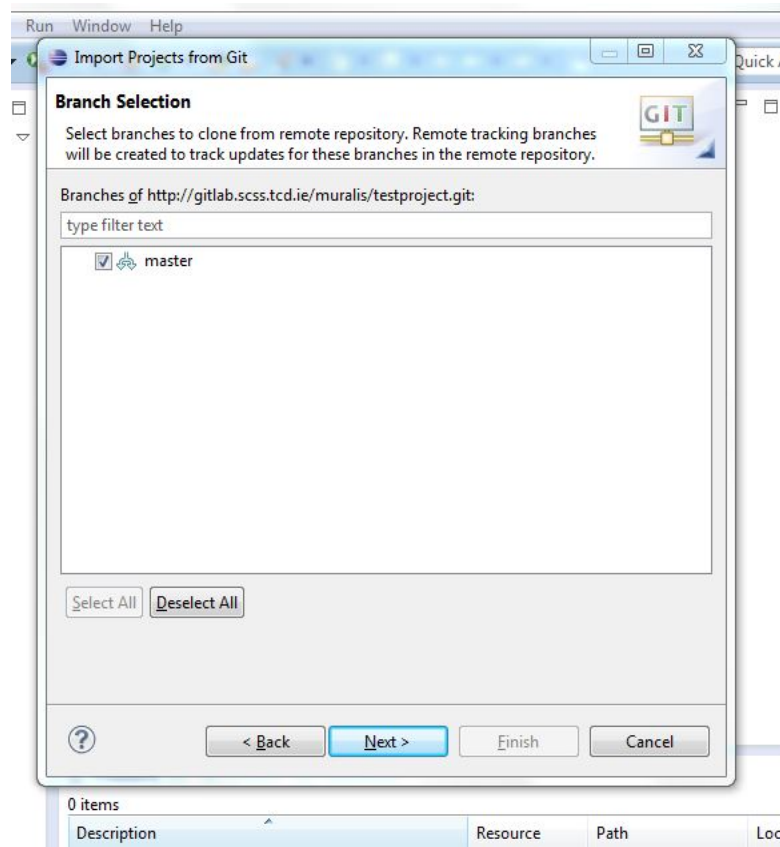 Run Window Help
Import Projects from Git
Quick
Branch Selection
GIT
Select branches to clone from remote repository. Remote tracking branches
will be created to track updates for these branches in the remote repository.
Branches of http://gitlab.scss.tcd.ie/muralis/testproject.git:
type filter text
master
Select All Deselect All
? < Back Next > Finish Cancel
0 items
Description Resource Path Loc